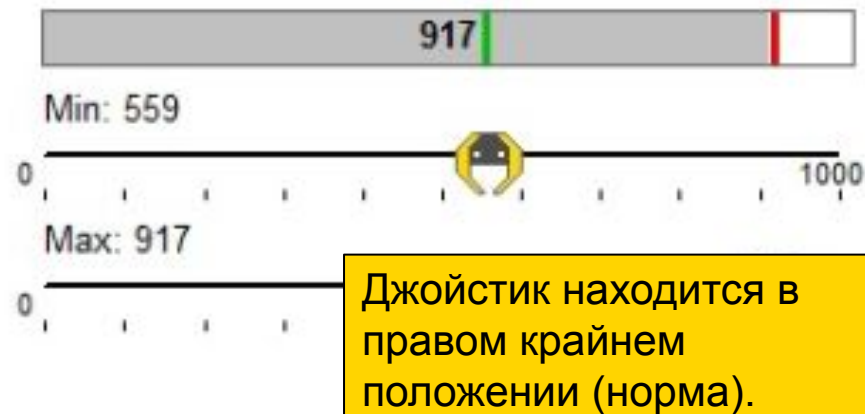 917
Min: 559
0 1000
Max: 917
0
Джойстик находится в
правом крайнем
положении (норма).